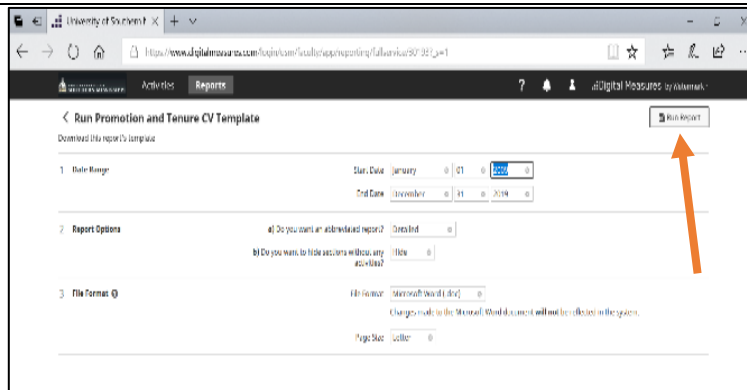 University of Southern M
https://www.digitalmeasures.com/login/usm/faculty/app/reporting/fullservice/
Activities Reports ? Digital Measures by Watermark
< Run Promotion and Tenure CV Template Run Report
Download this report's template
1 Date Range Start Date January 01
End Date December 31 2019
2 Report Options a) Do you want an abbreviated report? Detailed
b) Do you want to hide sections without any Hide
activities?
3 File Format File Format Microsoft Word (.doc)
Changes made to the Microsoft Word document will not be reflected in the system.
Page Size Letter